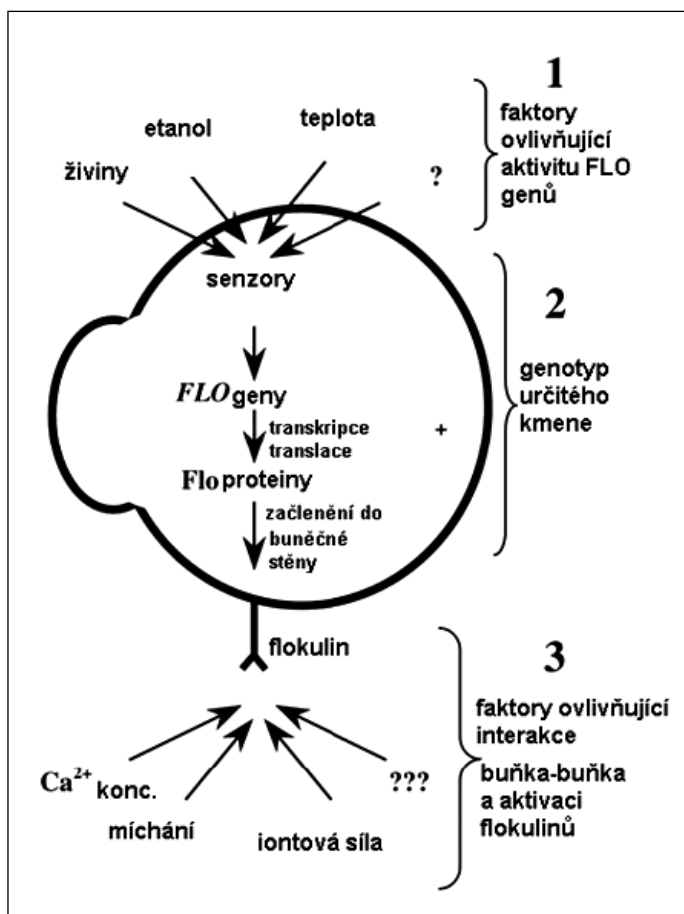 1
faktory
ovlivňující
aktivitu FLO
genů
teplota
etanol
živiny
?
senzory
2
genotyp
určitého
kmene
FLO geny
transkripce
translace
+
Flo proteiny
začlenění do
buněčné
stěny
flokulin
3
faktory ovlivňující
interakce
buňka-buňka
a aktivaci
flokulinů
Ca²⁺ konc.
míchání
iontová síla
???